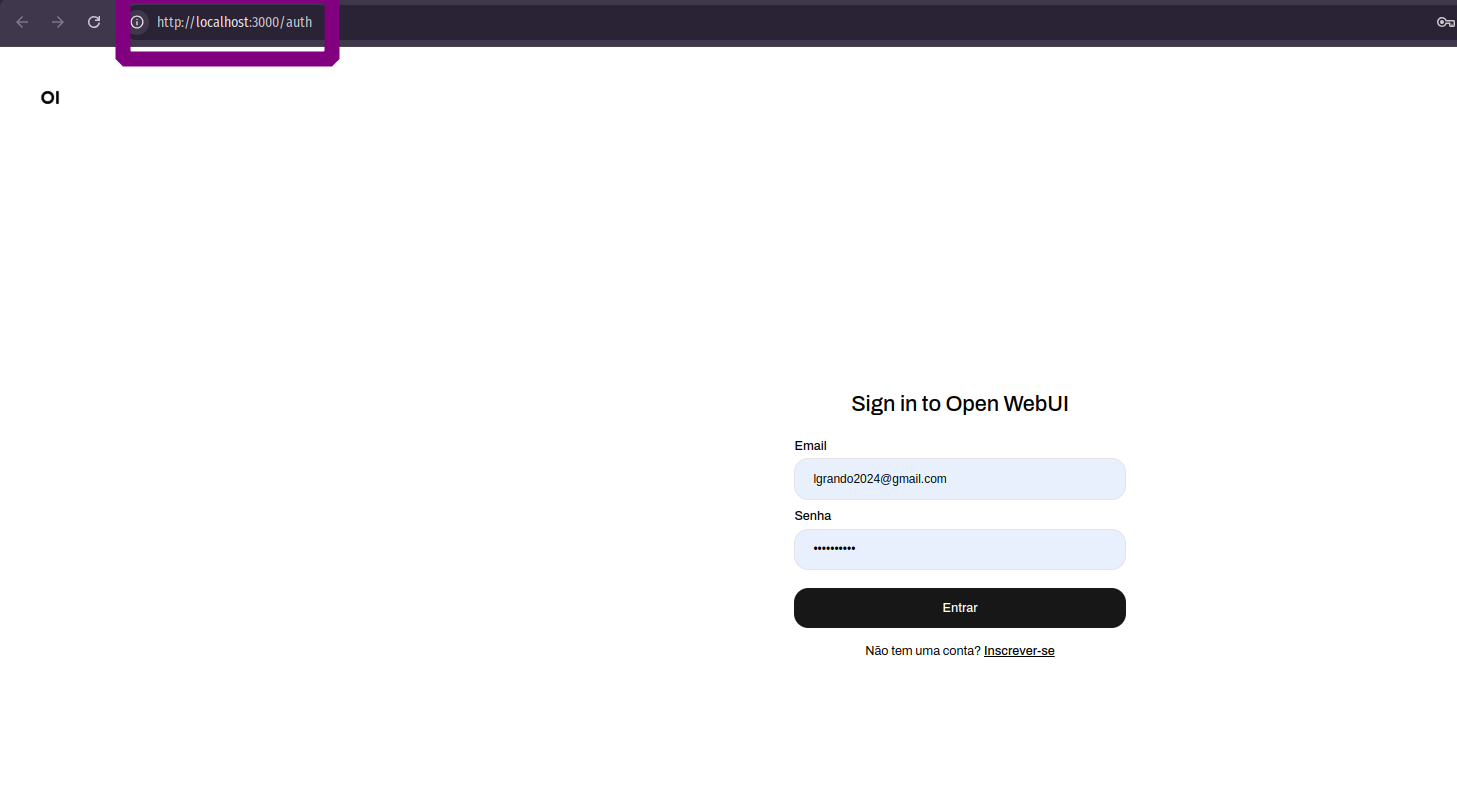 http://localhost:3000/auth
OI
Sign in to Open WebUI
Email
lgrando2024@gmail.com
Senha
••••••••••
Entrar
Não tem uma conta? Inscrever-se